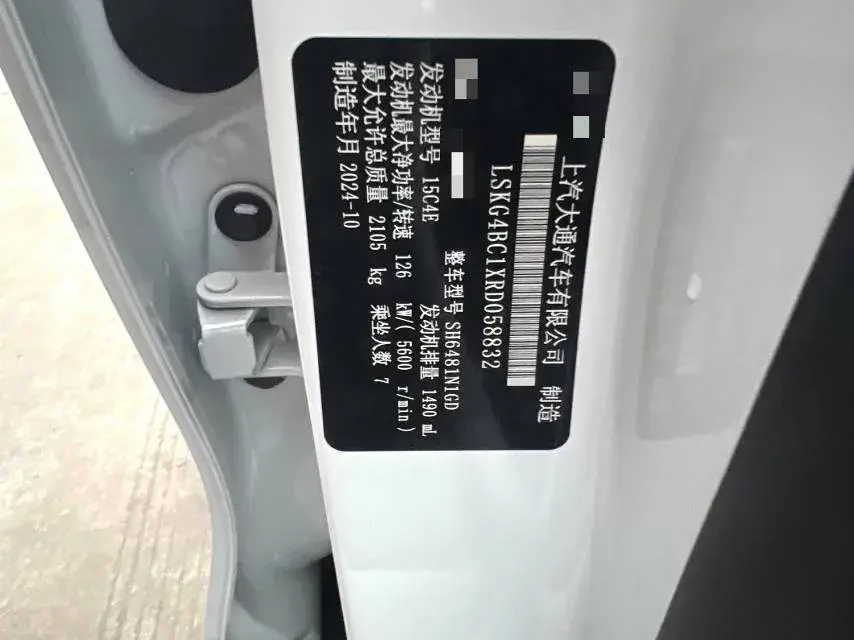 上汽大通汽车有限公司 制造
LSKG4BC1XRD058832
整车型号 SH6481N1GD
发动机型号 15C4E 发动机排量 1490 mL
发动机最大净功率/转速 126 kW/( 5600 r/min)
最大允许总质量 2105 kg 乘坐人数 7
制造年月 2024-10